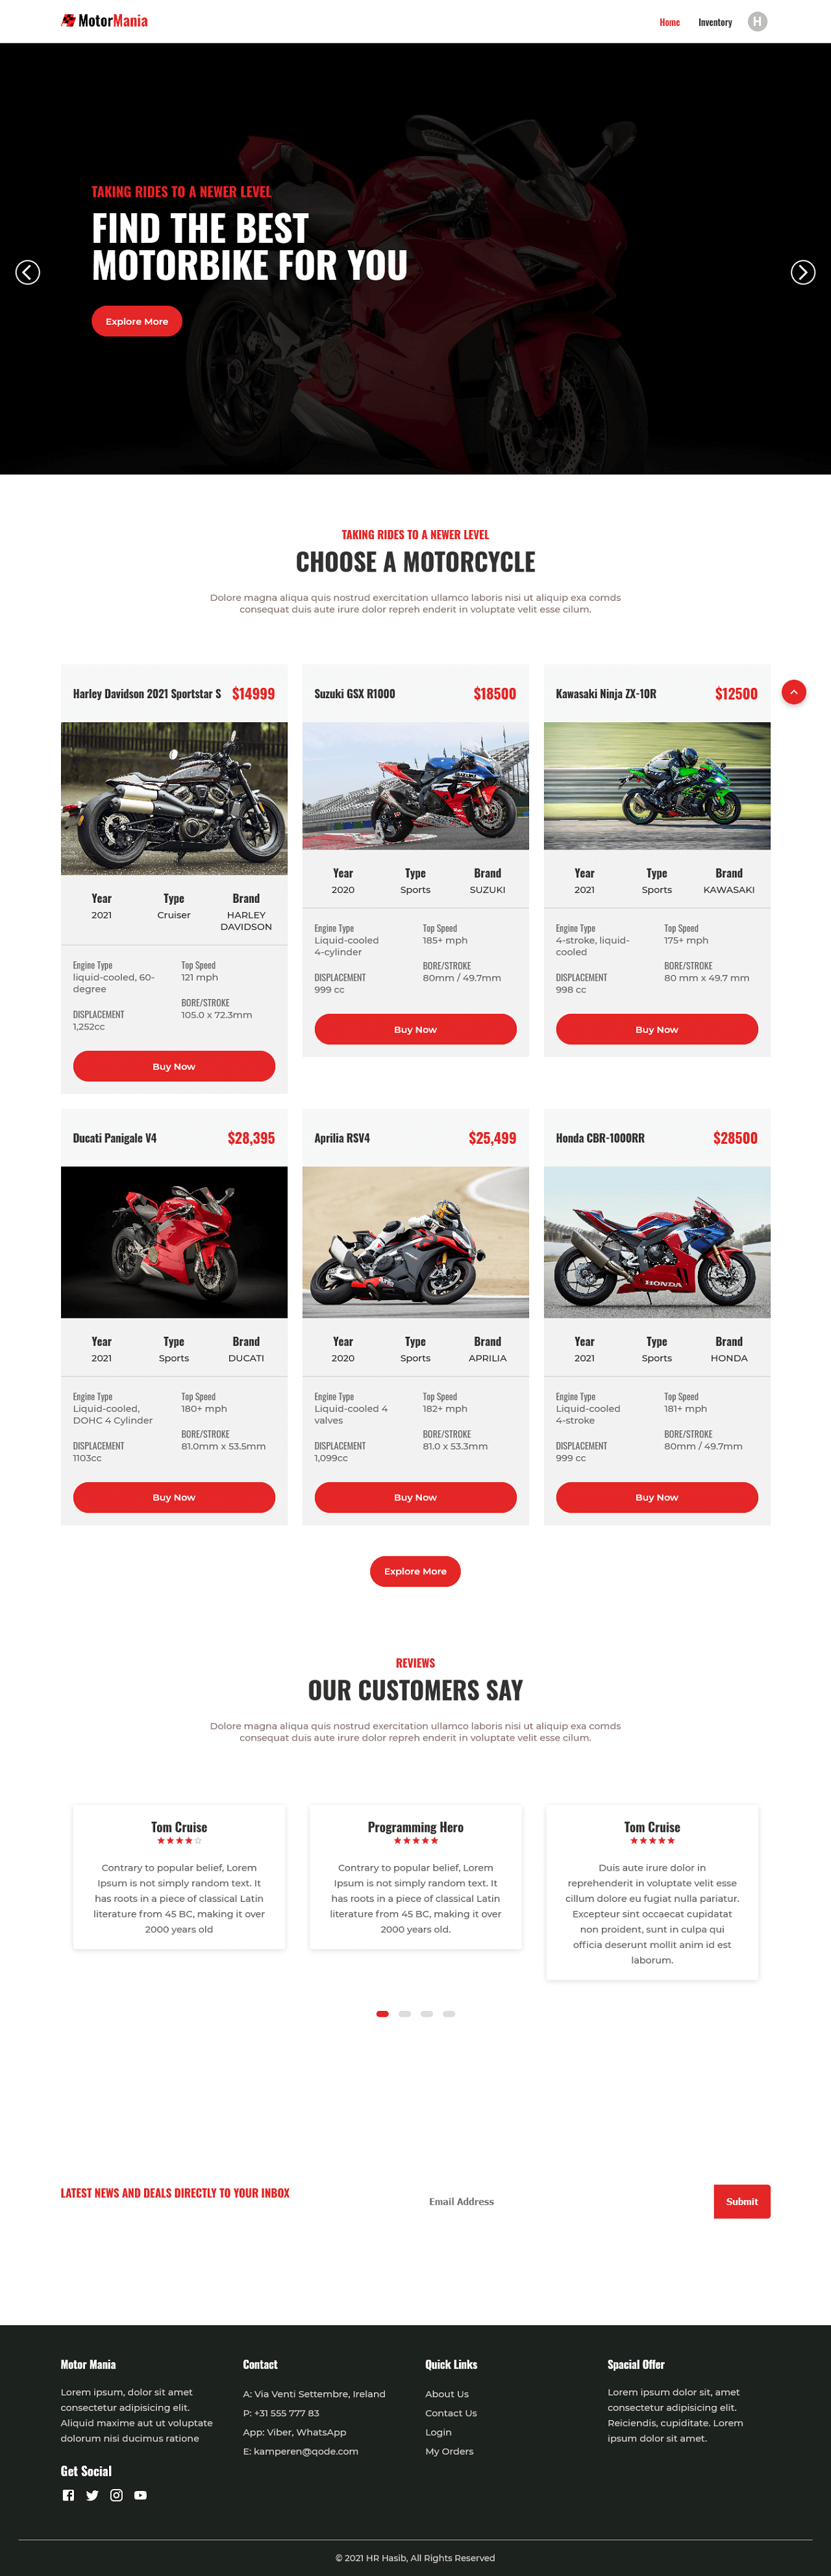 MotorMania
Home
Inventory
H
TAKING RIDES TO A NEWER LEVEL
FIND THE BEST
MOTORBIKE FOR YOU
Explore More
TAKING RIDES TO A NEWER LEVEL
CHOOSE A MOTORCYCLE
Dolore magna aliqua quis nostrud exercitation ullamco laboris nisi ut aliquip exa comds
consequat duis aute irure dolor repreh enderit in voluptate velit esse cilum.
Harley Davidson 2021 Sportstar S
$14999
Year
Type
Brand
2021
Cruiser
HARLEY
DAVIDSON
Engine Type
liquid-cooled, 60-
degree
Top Speed
121 mph
DISPLACEMENT
1,252cc
BORE/STROKE
105.0 x 72.3mm
Buy Now
Suzuki GSX R1000
$18500
SUZUKI
Year
Type
Brand
2020
Sports
SUZUKI
Engine Type
Liquid-cooled
4-cylinder
Top Speed
185+ mph
DISPLACEMENT
999 cc
BORE/STROKE
80mm / 49.7mm
Buy Now
Kawasaki Ninja ZX-10R
$12500
Year
Type
Brand
2021
Sports
KAWASAKI
Engine Type
4-stroke, liquid-
cooled
Top Speed
175+ mph
DISPLACEMENT
998 cc
BORE/STROKE
80 mm x 49.7 mm
Buy Now
Ducati Panigale V4
$28,395
Year
Type
Brand
2021
Sports
DUCATI
Engine Type
Liquid-cooled,
DOHC 4 Cylinder
Top Speed
180+ mph
DISPLACEMENT
1103cc
BORE/STROKE
81.0mm x 53.5mm
Buy Now
Aprilia RSV4
$25,499
Year
Type
Brand
2020
Sports
APRILIA
Engine Type
Liquid-cooled 4
valves
Top Speed
182+ mph
DISPLACEMENT
1,099cc
BORE/STROKE
81.0 x 53.3mm
Buy Now
Honda CBR-1000RR
$28500
HONDA
Year
Type
Brand
2021
Sports
HONDA
Engine Type
Liquid-cooled
4-stroke
Top Speed
181+ mph
DISPLACEMENT
999 cc
BORE/STROKE
80mm / 49.7mm
Buy Now
Explore More
REVIEWS
OUR CUSTOMERS SAY
Dolore magna aliqua quis nostrud exercitation ullamco laboris nisi ut aliquip exa comds
consequat duis aute irure dolor repreh enderit in voluptate velit esse cilum.
Tom Cruise
Contrary to popular belief, Lorem
Ipsum is not simply random text. It
has roots in a piece of classical Latin
literature from 45 BC, making it over
2000 years old
Programming Hero
Contrary to popular belief, Lorem
Ipsum is not simply random text. It
has roots in a piece of classical Latin
literature from 45 BC, making it over
2000 years old.
Tom Cruise
Duis aute irure dolor in
reprehenderit in voluptate velit esse
cillum dolore eu fugiat nulla pariatur.
Excepteur sint occaecat cupidatat
non proident, sunt in culpa qui
officia deserunt mollit anim id est
laborum.
LATEST NEWS AND DEALS DIRECTLY TO YOUR INBOX
Email Address
Submit
Motor Mania
Lorem ipsum, dolor sit amet
consectetur adipisicing elit.
Aliquid maxime aut ut voluptate
dolorum nisi ducimus ratione
Get Social
Contact
A: Via Venti Settembre, Ireland
P: +31 555 777 83
App: Viber, WhatsApp
E: kamperen@qode.com
Quick Links
About Us
Contact Us
Login
My Orders
Spacial Offer
Lorem ipsum dolor sit, amet
consectetur adipisicing elit.
Reiciendis, cupiditate. Lorem
ipsum dolor sit amet.
© 2021 HR Hasib, All Rights Reserved